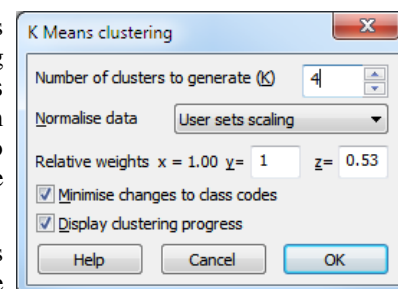 K Means clustering
Number of clusters to generate (K) 4
Normalise data User sets scaling
Relative weights x = 1.00 y= 1 z= 0.53
Minimise changes to class codes
Display clustering progress
Help Cancel OK